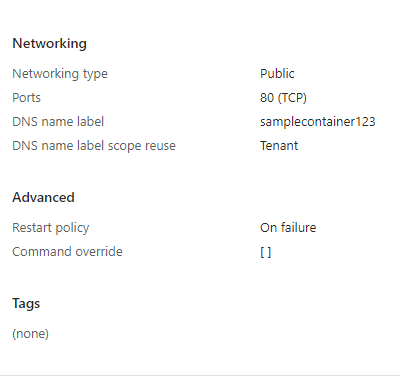 Networking
Networking type Public
Ports 80 (TCP)
DNS name label samplecontainer123
DNS name label scope reuse Tenant
Advanced
Restart policy On failure
Command override [ ]
Tags
(none)